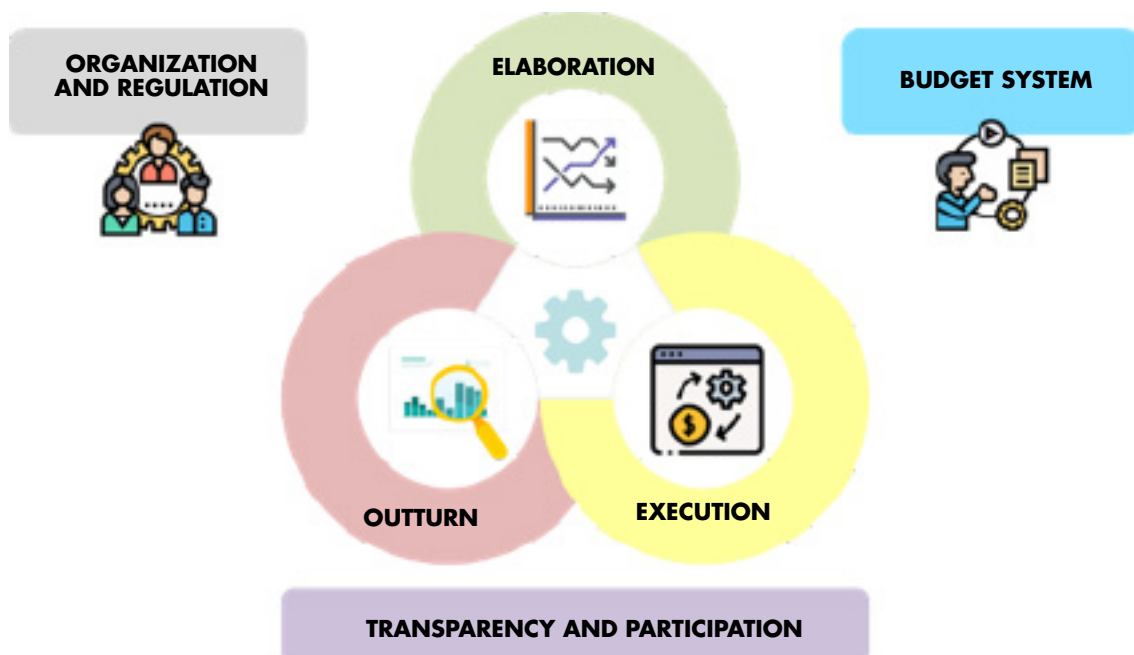 ORGANIZATION
AND REGULATION
ELABORATION
BUDGET SYSTEM
$
OUTTURN
EXECUTION
TRANSPARENCY AND PARTICIPATION